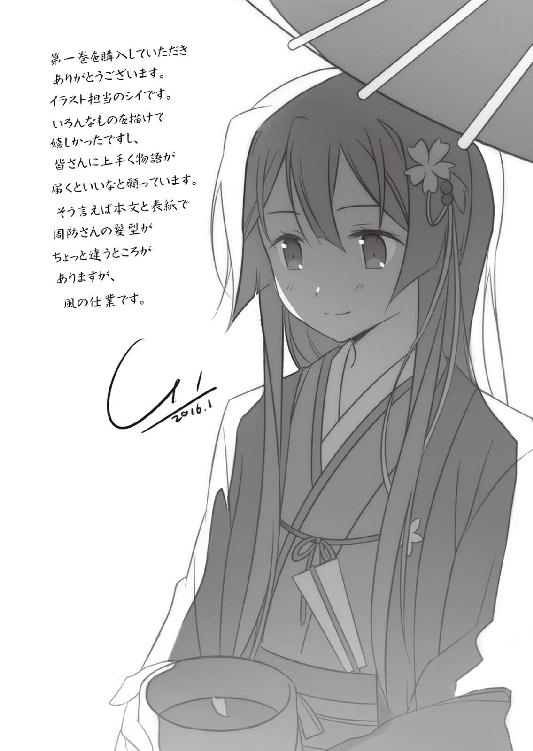 第一巻を購入していただき
ありがとうございます。
イラスト担当のシイです。
いろんなものを描けて
嬉しかったですし、
皆さんに上手く物語が
届くといいなと願っています。
そう言えば本文と表紙で
周防さんの髪型が
ちょっと違うところが
ありますが、
風の仕業です。
シイ
2016.1